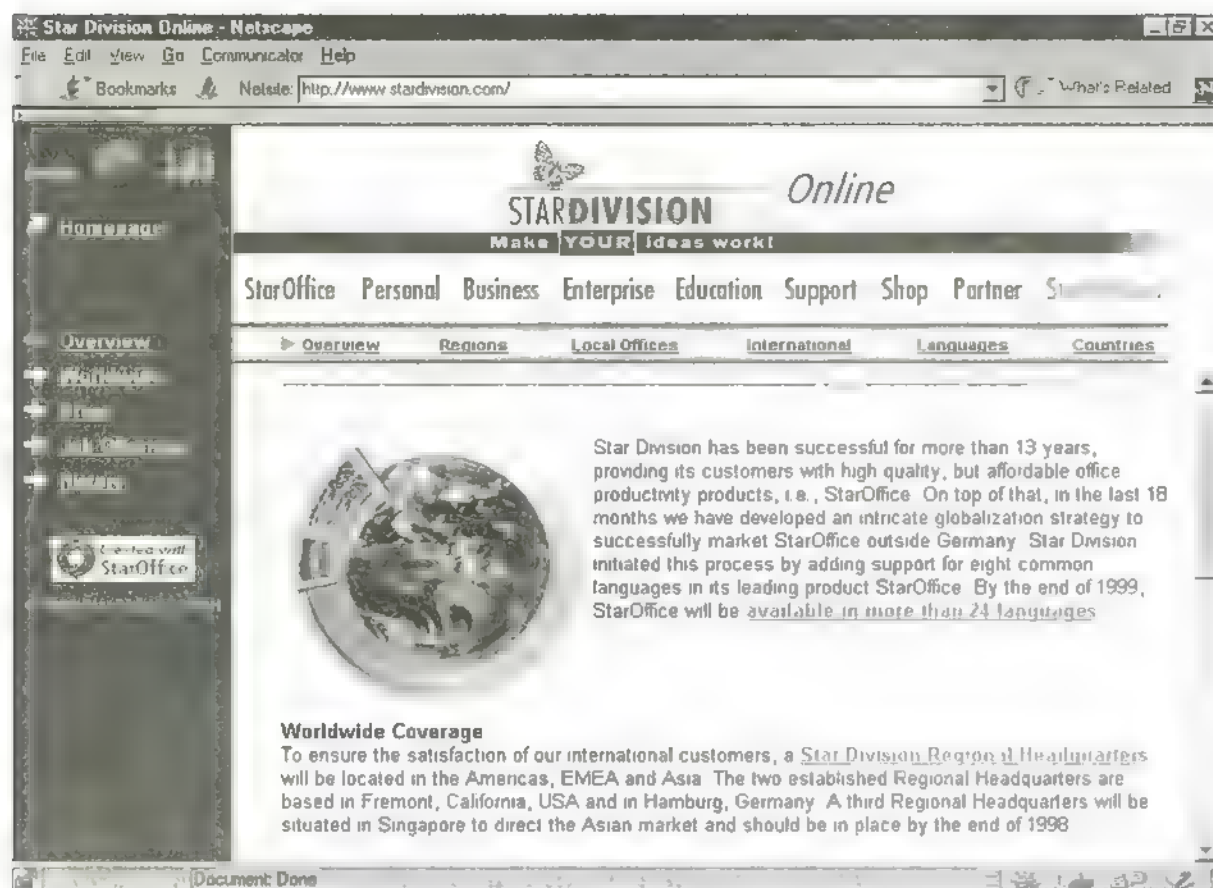 Star Division Online - Netscape
File Edit View Go Communicator Help
Bookmarks Netsite: http://www.stardivision.com/ What's Related
STARDIVISION Online
Make YOUR ideas work!
StarOffice Personal Business Enterprise Education Support Shop Partner
Overview
Overview Regions Local Offices International Languages Countries
Star Division has been successful for more than 13 years,
providing its customers with high quality, but affordable office
productivity products, i.e., StarOffice. On top of that, in the last 18
months we have developed an intricate globalization strategy to
successfully market StarOffice outside Germany. Star Division
initiated this process by adding support for eight common
languages in its leading product StarOffice. By the end of 1999,
StarOffice will be available in more than 24 languages
Created with
StarOffice
Worldwide Coverage
To ensure the satisfaction of our international customers, a Star Division Regional Headquarters
will be located in the Americas, EMEA and Asia. The two established Regional Headquarters are
based in Fremont, California, USA and in Hamburg, Germany. A third Regional Headquarters will be
situated in Singapore to direct the Asian market and should be in place by the end of 1998
Document: Done